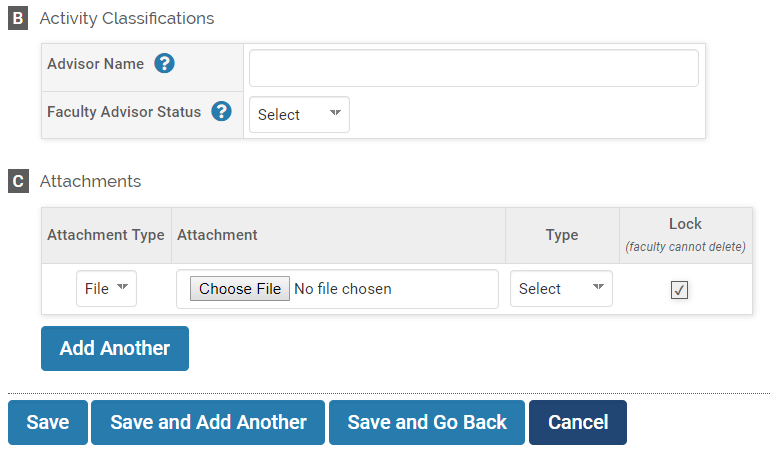 B Activity Classifications
Advisor Name ?
Faculty Advisor Status ? Select
C Attachments
Attachment Type Attachment Type Lock
(faculty cannot delete)
File Choose File No file chosen Select
Add Another
Save Save and Add Another Save and Go Back Cancel